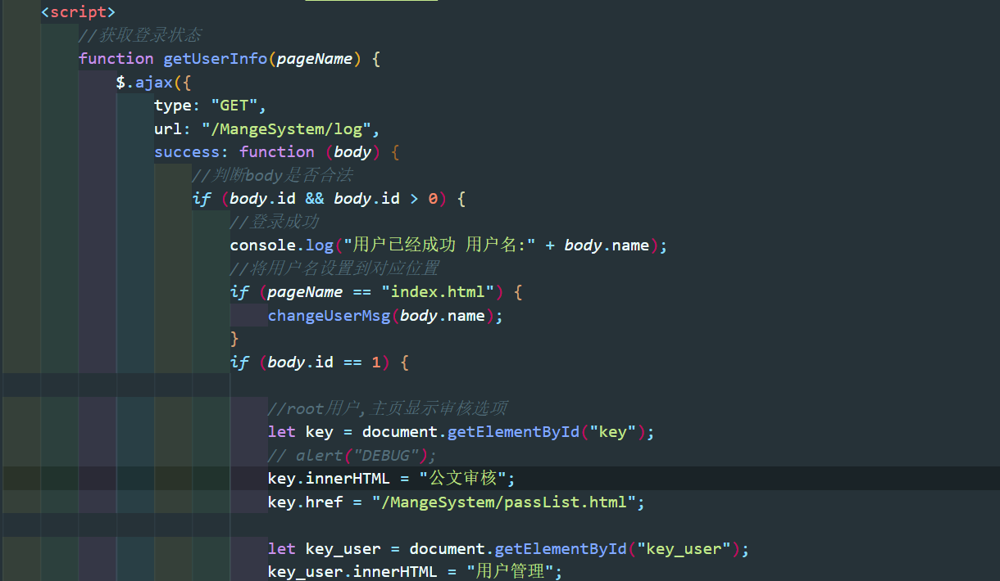 <script>
//获取登录状态
function getUserInfo(pageName) {
$.ajax({
type: "GET",
url: "/MangeSystem/log",
success: function (body) {
//判断body是否合法
if (body.id && body.id > 0) {
//登录成功
console.log("用户已经成功 用户名:" + body.name);
//将用户名设置到对应位置
if (pageName == "index.html") {
changeUserMsg(body.name);
}
if (body.id == 1) {
//root用户,主页显示审核选项
let key = document.getElementById("key");
// alert("DEBUG");
key.innerHTML = "公文审核";
key.href = "/MangeSystem/passList.html";
let key_user = document.getElementById("key_user");
key_user.innerHTML = "用户管理";